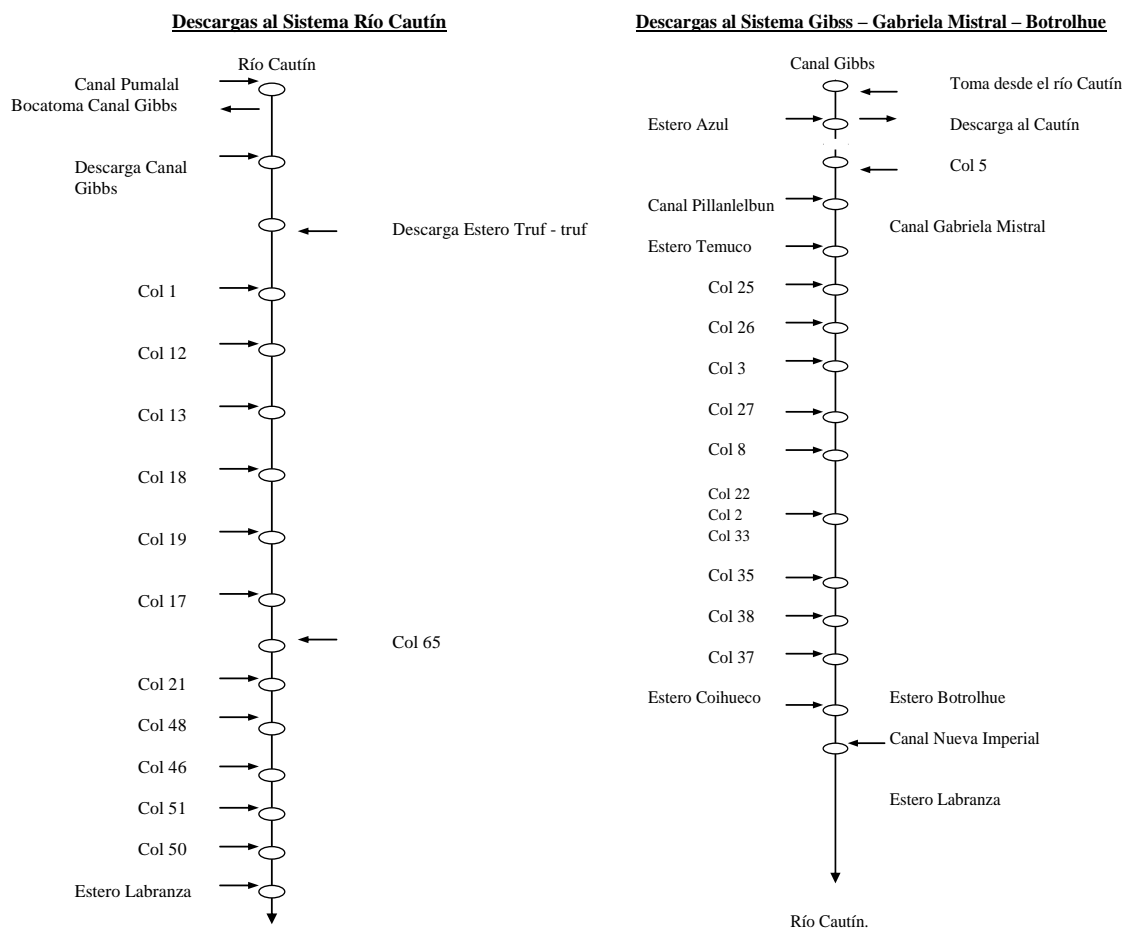 Descargas al Sistema Río Cautín
Río Cautín
Canal Pumalal
Bocatoma Canal Gibbs
Descarga Canal
Gibbs
Descarga Estero Truf - truf
Col 1
Col 12
Col 13
Col 18
Col 19
Col 17
Col 65
Col 21
Col 48
Col 46
Col 51
Col 50
Estero Labranza
Descargas al Sistema Gibss – Gabriela Mistral – Botrolhue
Canal Gibbs
Toma desde el río Cautín
Estero Azul
Descarga al Cautín
Col 5
Canal Pillanlelbun
Canal Gabriela Mistral
Estero Temuco
Col 25
Col 26
Col 3
Col 27
Col 8
Col 22
Col 2
Col 33
Col 35
Col 38
Col 37
Estero Coihueco
Estero Botrolhue
Canal Nueva Imperial
Estero Labranza
Río Cautín.